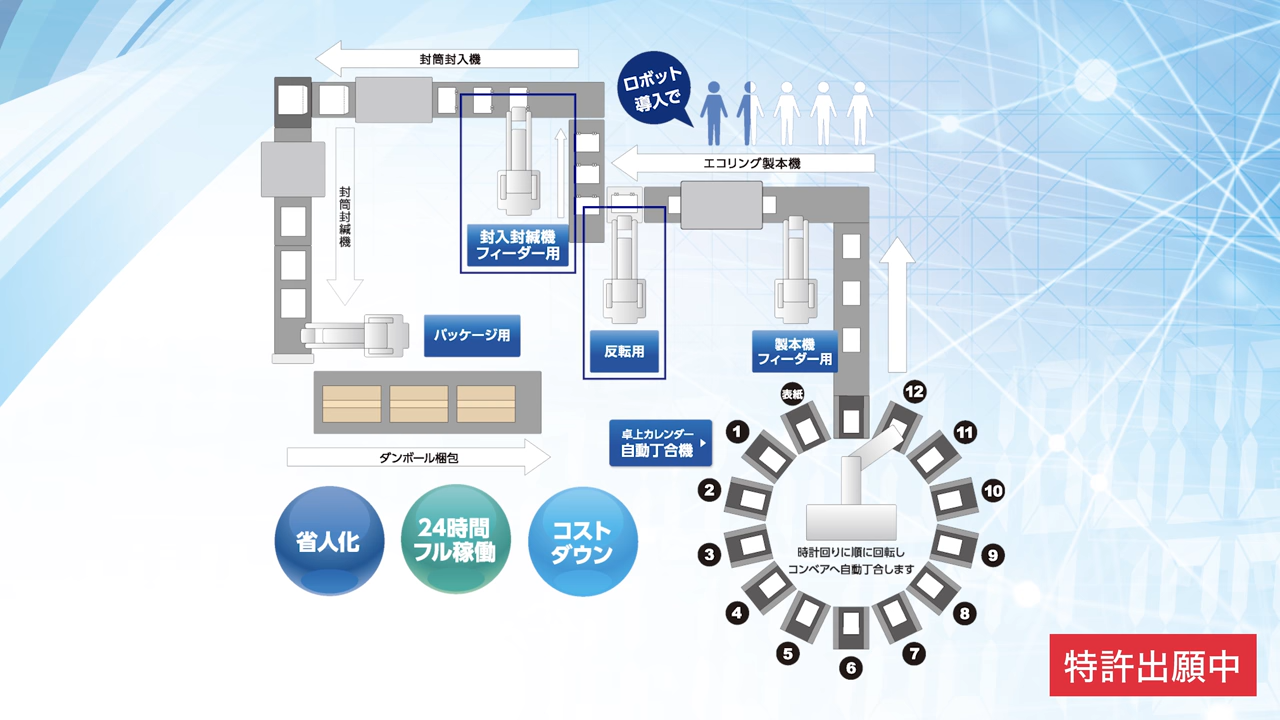 封筒封入機
ロボット
導入で
エコリング製本機
封筒封緘機
封入封緘機
フィーダー用
パッケージ用
反転用
製本機
フィーダー用
ダンボール梱包
卓上カレンダー
自動丁合機
表紙
1
2
3
4
5
6
7
8
9
10
11
12
時計回りに順に回転し
コンベアへ自動丁合します
省人化
24時間
フル稼働
コスト
ダウン
特許出願中